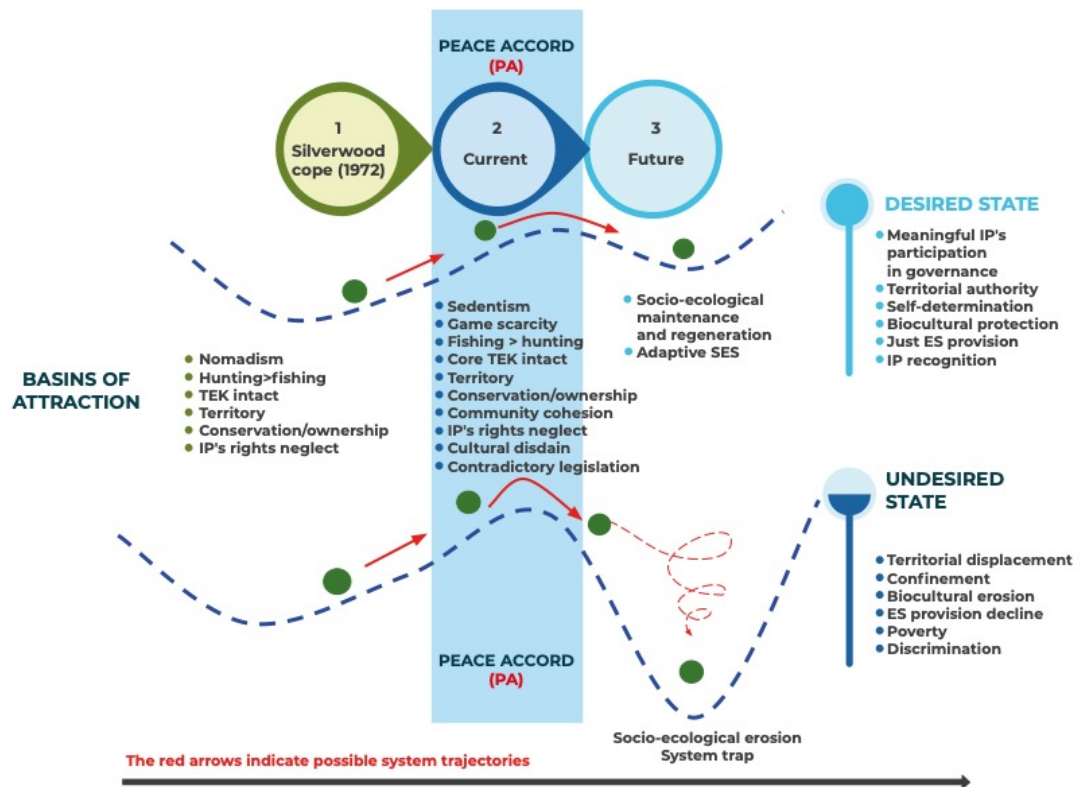 PEACE ACCORD
(PA)
1
Silverwood
cope (1972)
2
Current
3
Future
DESIRED STATE
Meaningful IP's
participation
in governance
Territorial authority
Self-determination
Biocultural protection
Just ES provision
IP recognition
BASINS OF
ATTRACTION
Nomadism
Hunting>fishing
TEK intact
Territory
Conservation/ownership
IP's rights neglect
Sedentism
Game scarcity
Fishing > hunting
Core TEK intact
Territory
Conservation/ownership
Community cohesion
IP's rights neglect
Cultural disdain
Contradictory legislation
Socio-ecological
maintenance
and regeneration
Adaptive SES
UNDESIRED
STATE
Territorial displacement
Confinement
Biocultural erosion
ES provision decline
Poverty
Discrimination
PEACE ACCORD
(PA)
Socio-ecological erosion
System trap
The red arrows indicate possible system trajectories